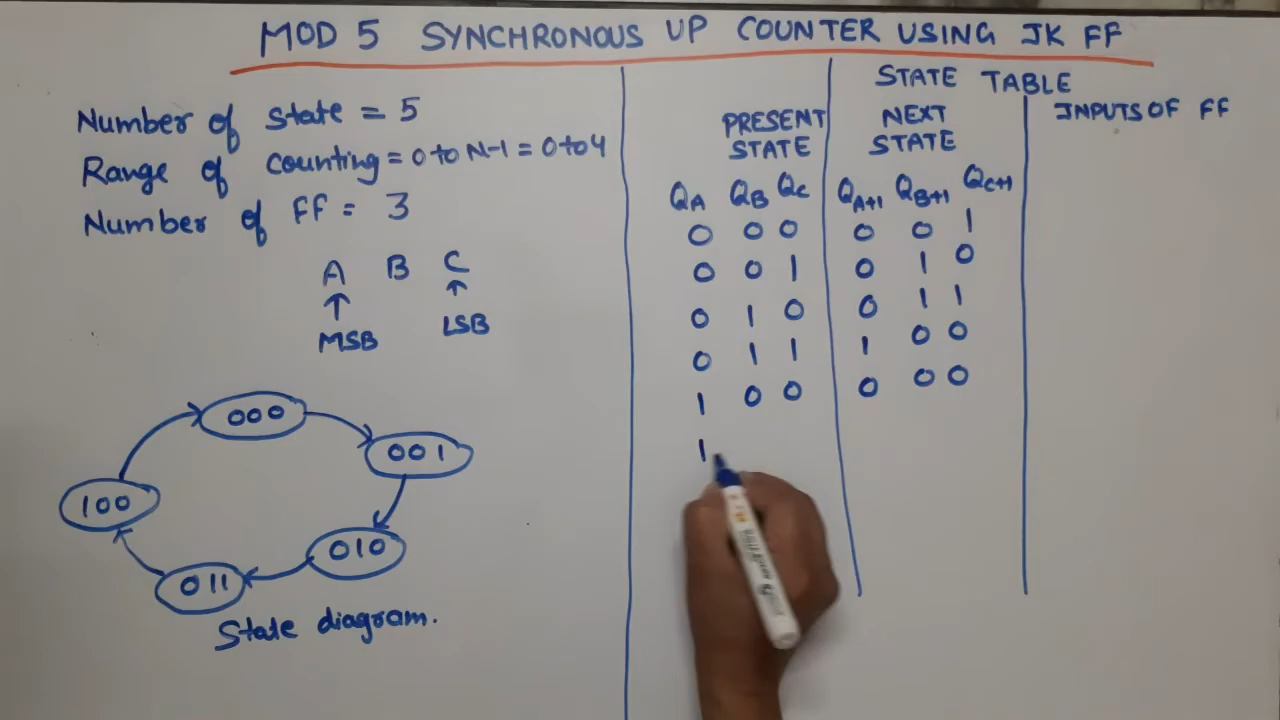 MOD 5 SYNCHRONOUS UP COUNTER USING JK FF
Number of state = 5
Range of counting = 0 to N-1 = 0 to 4
Number of FF = 3
A B C
MSB LSB
000
001
010
011
100
State diagram.
STATE TABLE
PRESENT STATE NEXT STATE INPUTS OF FF
QA QB QC QA+1 QB+1 QC+1
0 0 0 0 0 1
0 0 1 0 1 0
0 1 0 0 1 1
0 1 1 1 0 0
1 0 0 0 0 0
1